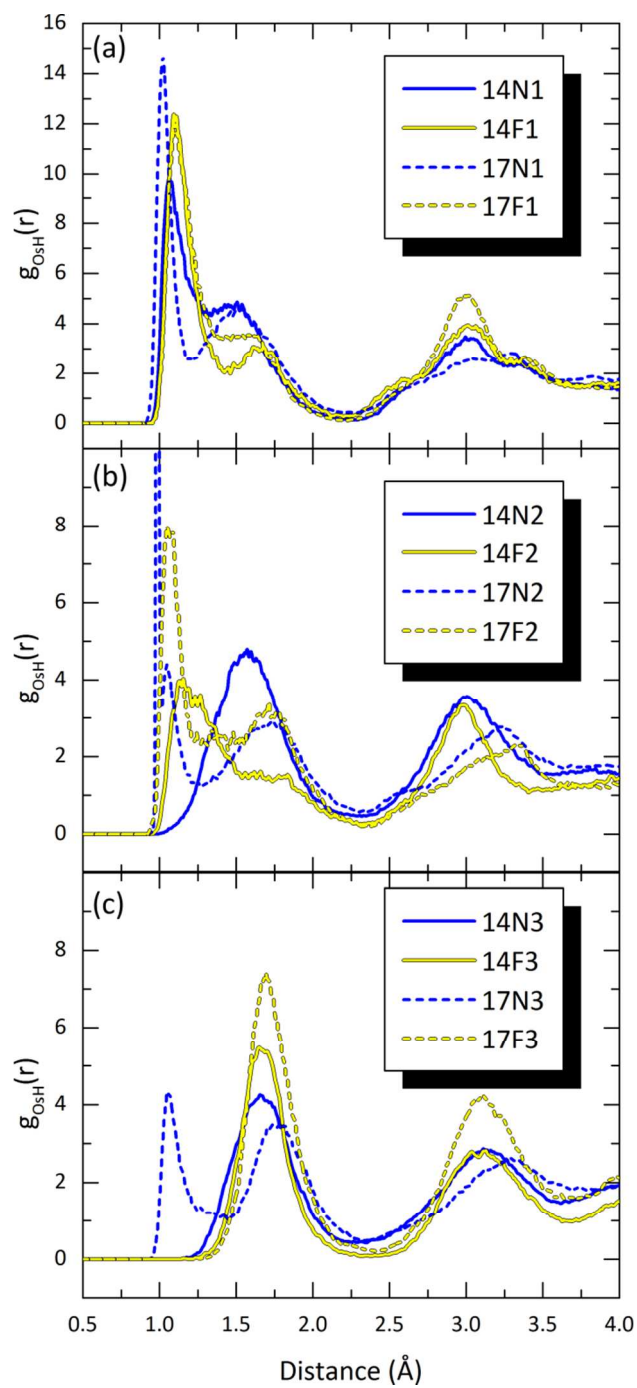 (a)
16
14
12
10
8
6
4
2
0
g_OsH(r)
14N1
14F1
17N1
17F1
(b)
8
6
4
2
0
g_OsH(r)
14N2
14F2
17N2
17F2
(c)
8
6
4
2
0
g_OsH(r)
14N3
14F3
17N3
17F3
0.5 1.0 1.5 2.0 2.5 3.0 3.5 4.0
Distance (Å)